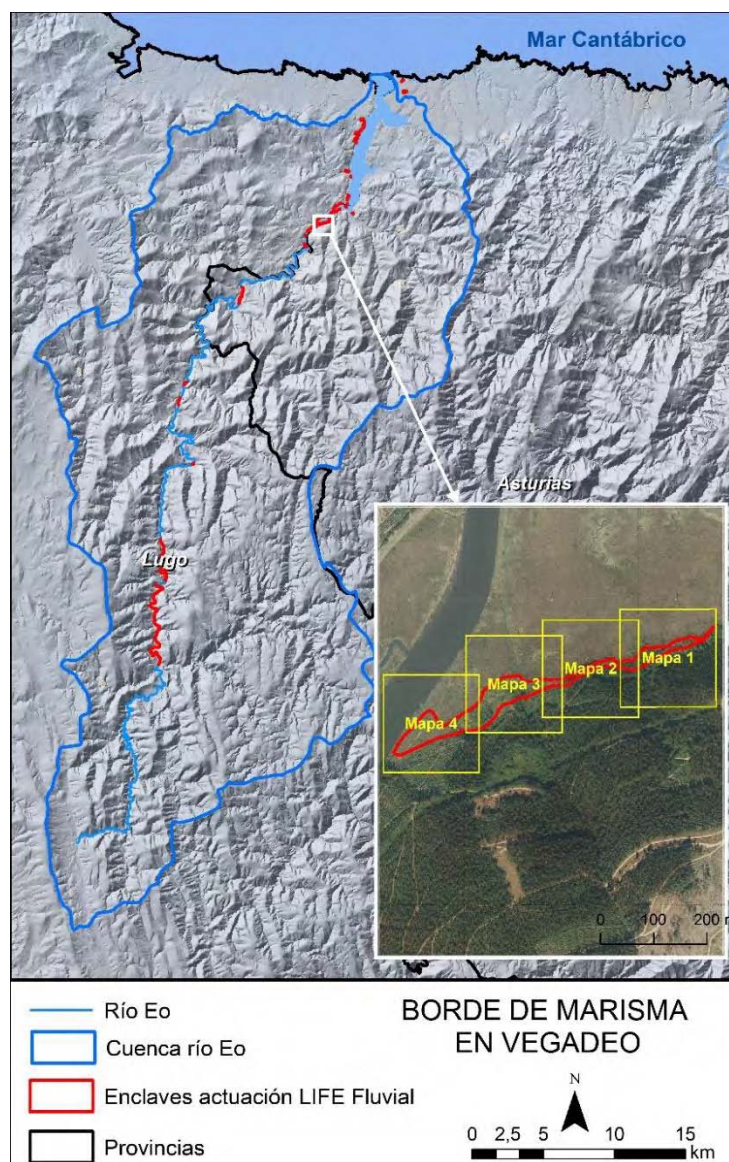 Mar Cantábrico
Asturias
Lugo
Mapa 1
Mapa 2
Mapa 3
Mapa 4
0 100 200 m
Río Eo
Cuenca río Eo
Enclaves actuación LIFE Fluvial
Provincias
BORDE DE MARISMA
EN VEGADEO
N
0 2,5 5 10 15
km